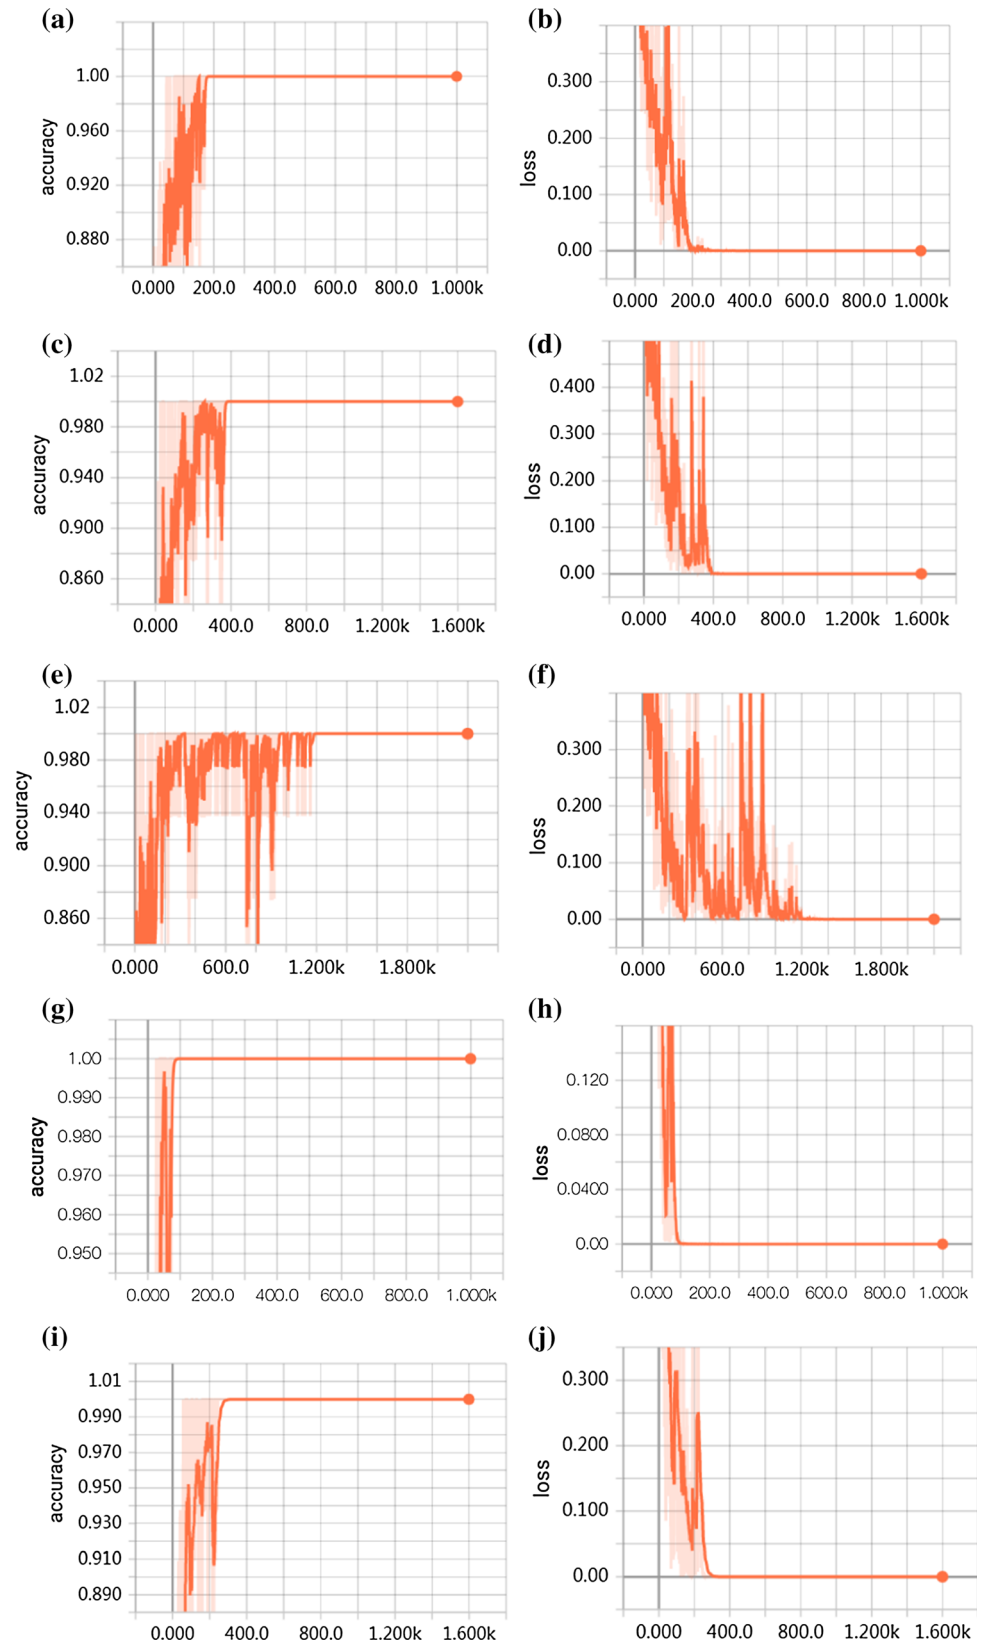 (a)
accuracy
1.00
0.960
0.920
0.880
0.000 200.0 400.0 600.0 800.0 1.000k
(b)
loss
0.300
0.200
0.100
0.00
0.000 200.0 400.0 600.0 800.0 1.000k
(c)
accuracy
1.02
0.980
0.940
0.900
0.860
0.000 400.0 800.0 1.200k 1.600k
(d)
loss
0.400
0.300
0.200
0.100
0.00
0.000 400.0 800.0 1.200k 1.600k
(e)
accuracy
1.02
0.980
0.940
0.900
0.860
0.000 600.0 1.200k 1.800k
(f)
loss
0.300
0.200
0.100
0.00
0.000 600.0 1.200k 1.800k
(g)
accuracy
1.00
0.990
0.980
0.970
0.960
0.950
0.000 200.0 400.0 600.0 800.0 1.000k
(h)
loss
0.120
0.0800
0.0400
0.00
0.000 200.0 400.0 600.0 800.0 1.000k
(i)
accuracy
1.01
0.990
0.970
0.950
0.930
0.910
0.890
0.000 400.0 800.0 1.200k 1.600k
(j)
loss
0.300
0.200
0.100
0.00
0.000 400.0 800.0 1.200k 1.600k